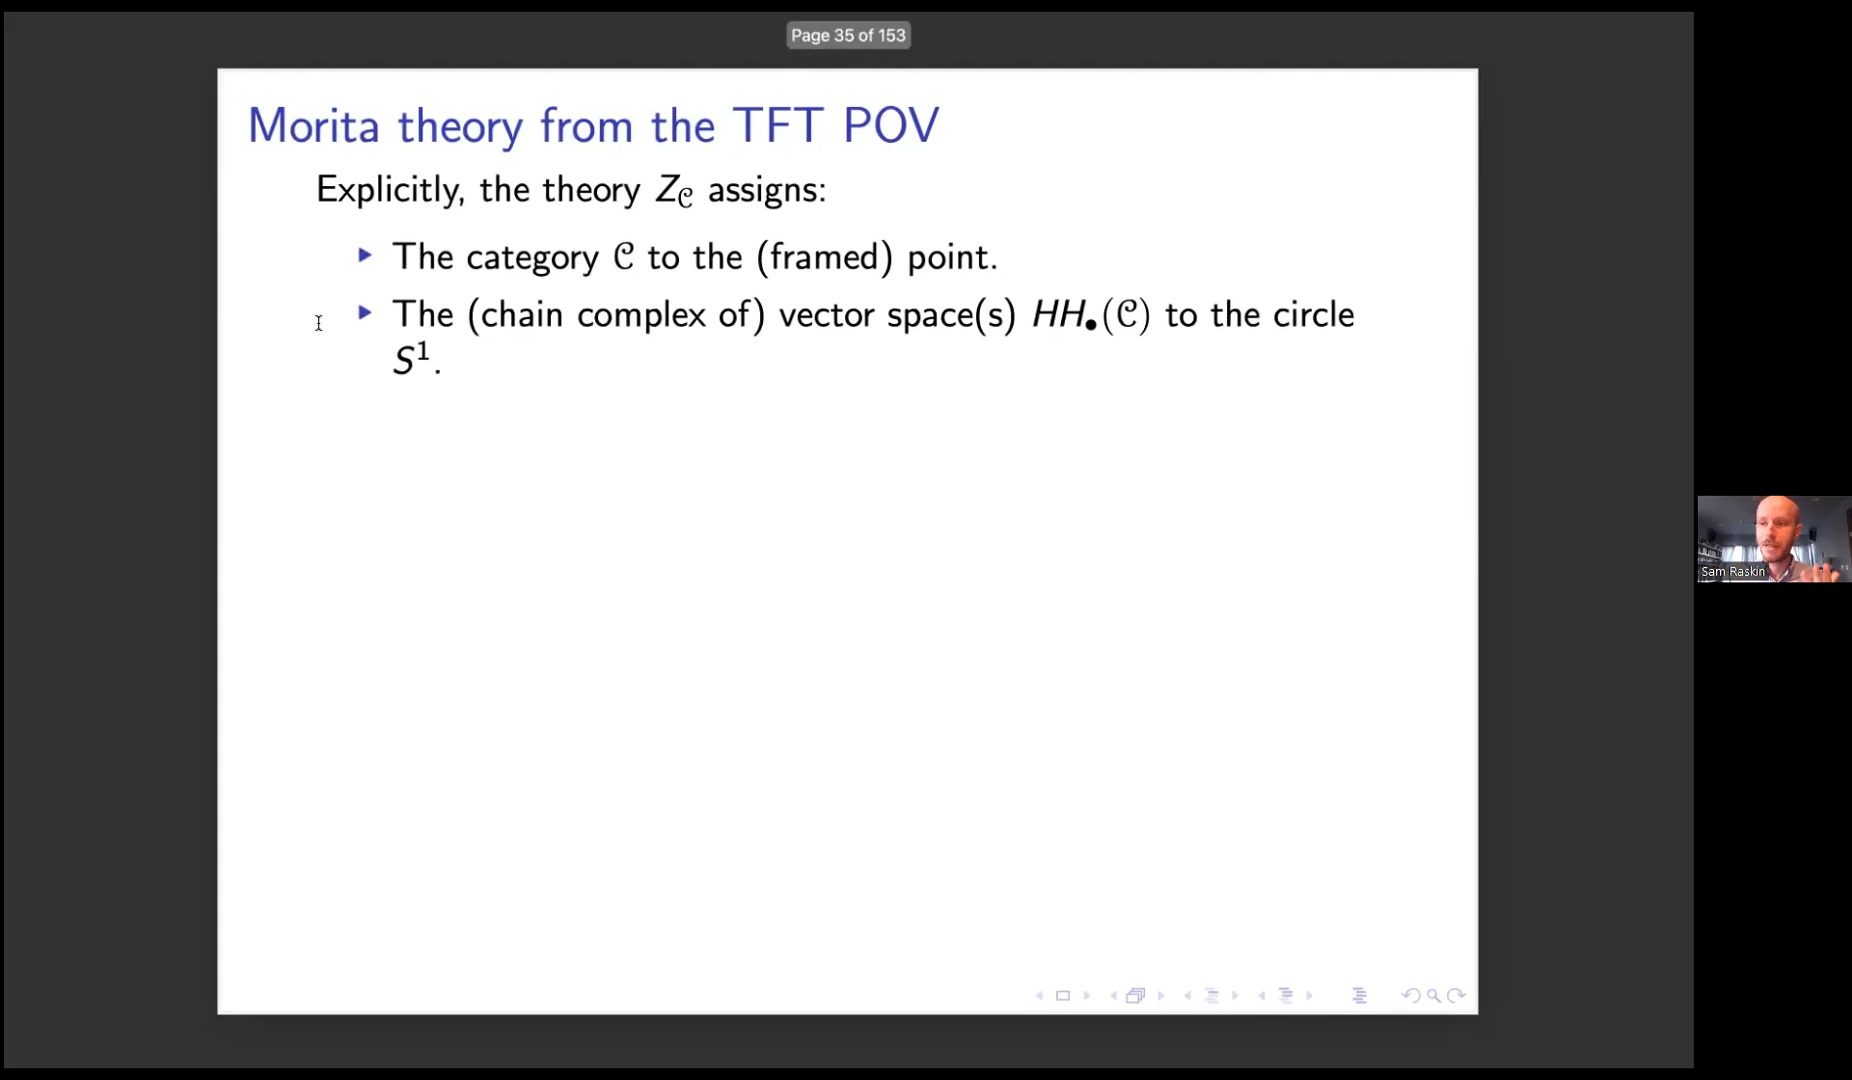 Page 35 of 153
Morita theory from the TFT POV
Explicitly, the theory Z𝒞 assigns:
▶ The category 𝒞 to the (framed) point.
▶ The (chain complex of) vector space(s) HH•(𝒞) to the circle
S¹.
Sam Raskin